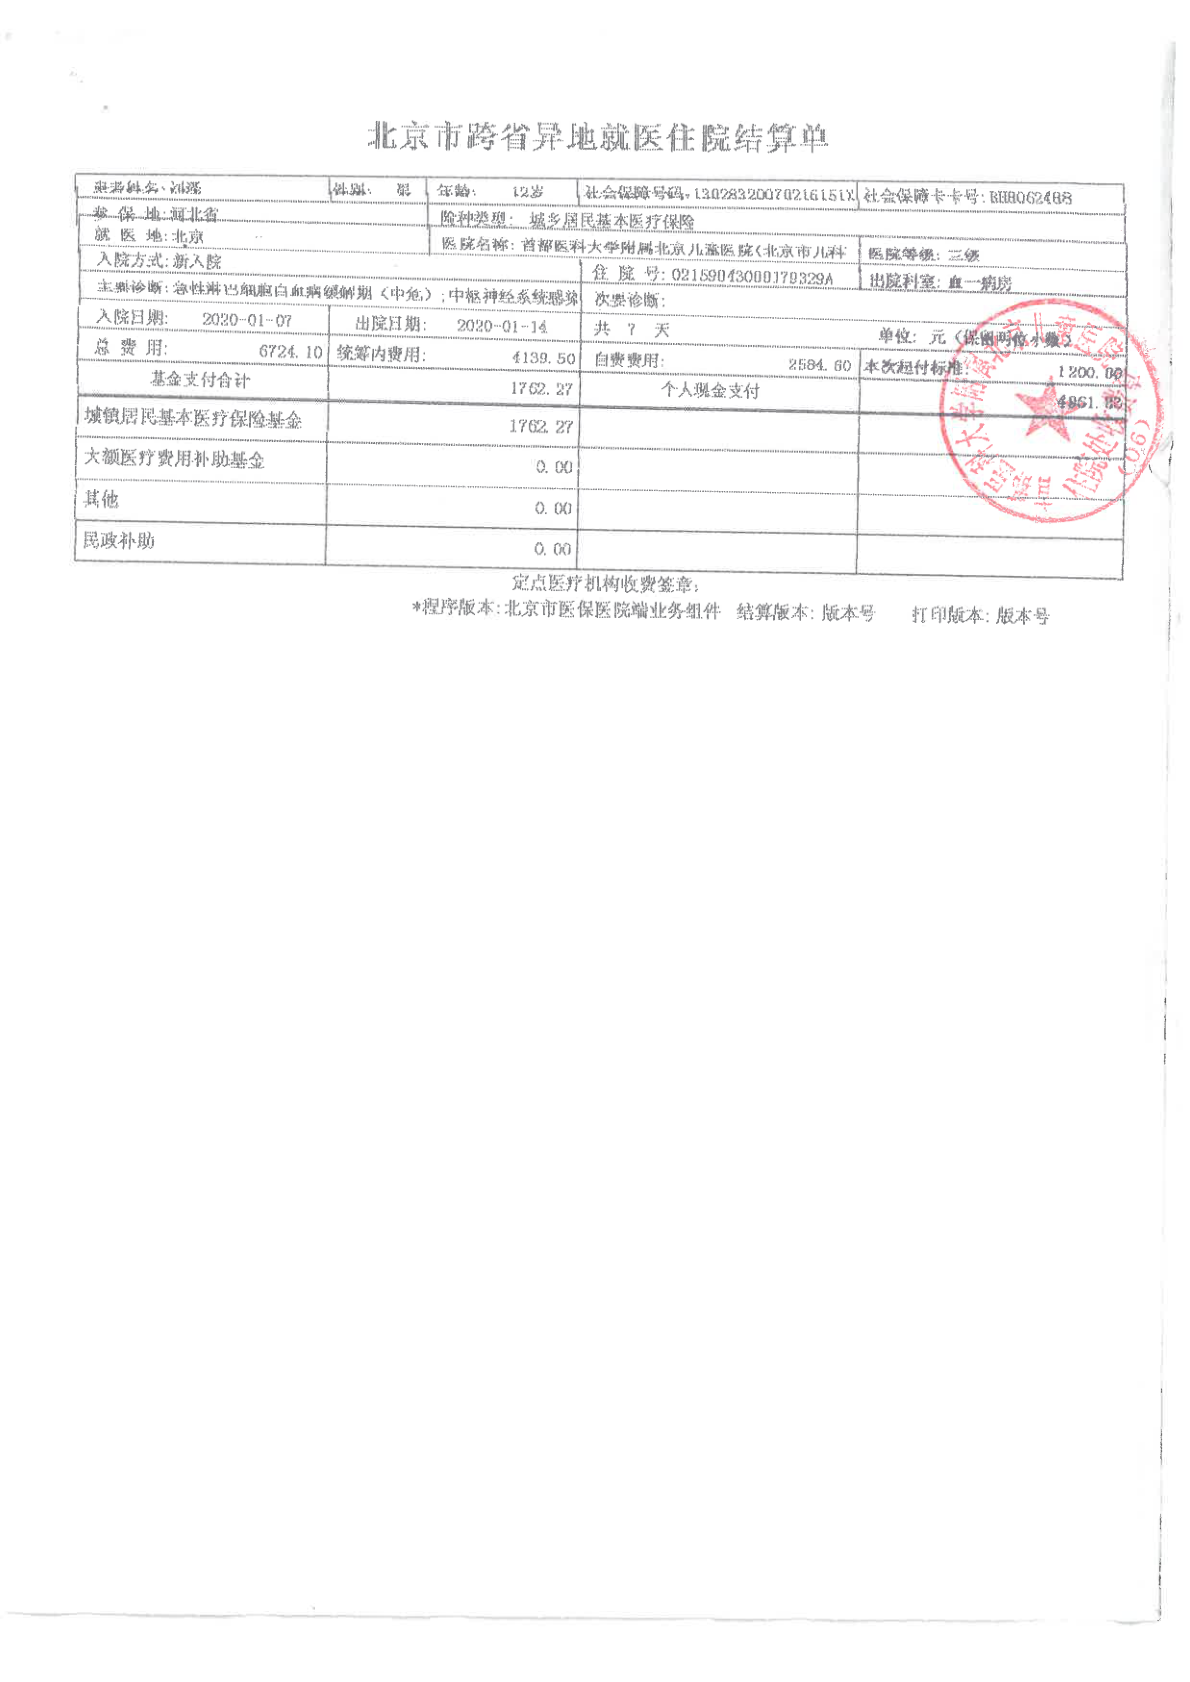 北京市跨省异地就医住院结算单
患者姓名: 性别: 男 年龄: 12岁 社会保障号码: 社会保障卡卡号:
参 保 地:河北省 险种类型: 城乡居民基本医疗保险
就 医 地:北京 医院名称: 首都医科大学附属北京儿童医院(北京市儿科 医院等级: 三级
入院方式:新入院 住 院 号: 出院科室: 血一病房
主要诊断:急性淋巴细胞白血病缓解期(中危);中枢神经系统感染 次要诊断:
入院日期: 2020-01-07 出院日期: 2020-01-14 共 7 天 单位: 元(保留两位小数)
总 费 用: 6724.10 统筹内费用: 4139.50 自费费用: 2584.60 本次起付标准: 1200.00
基金支付合计 1762.27 个人现金支付
城镇居民基本医疗保险基金 1762.27
大额医疗费用补助基金 0.00
其他 0.00
民政补助 0.00
定点医疗机构收费签章:
*程序版本:北京市医保医院端业务组件 结算版本: 版本号 打印版本: 版本号